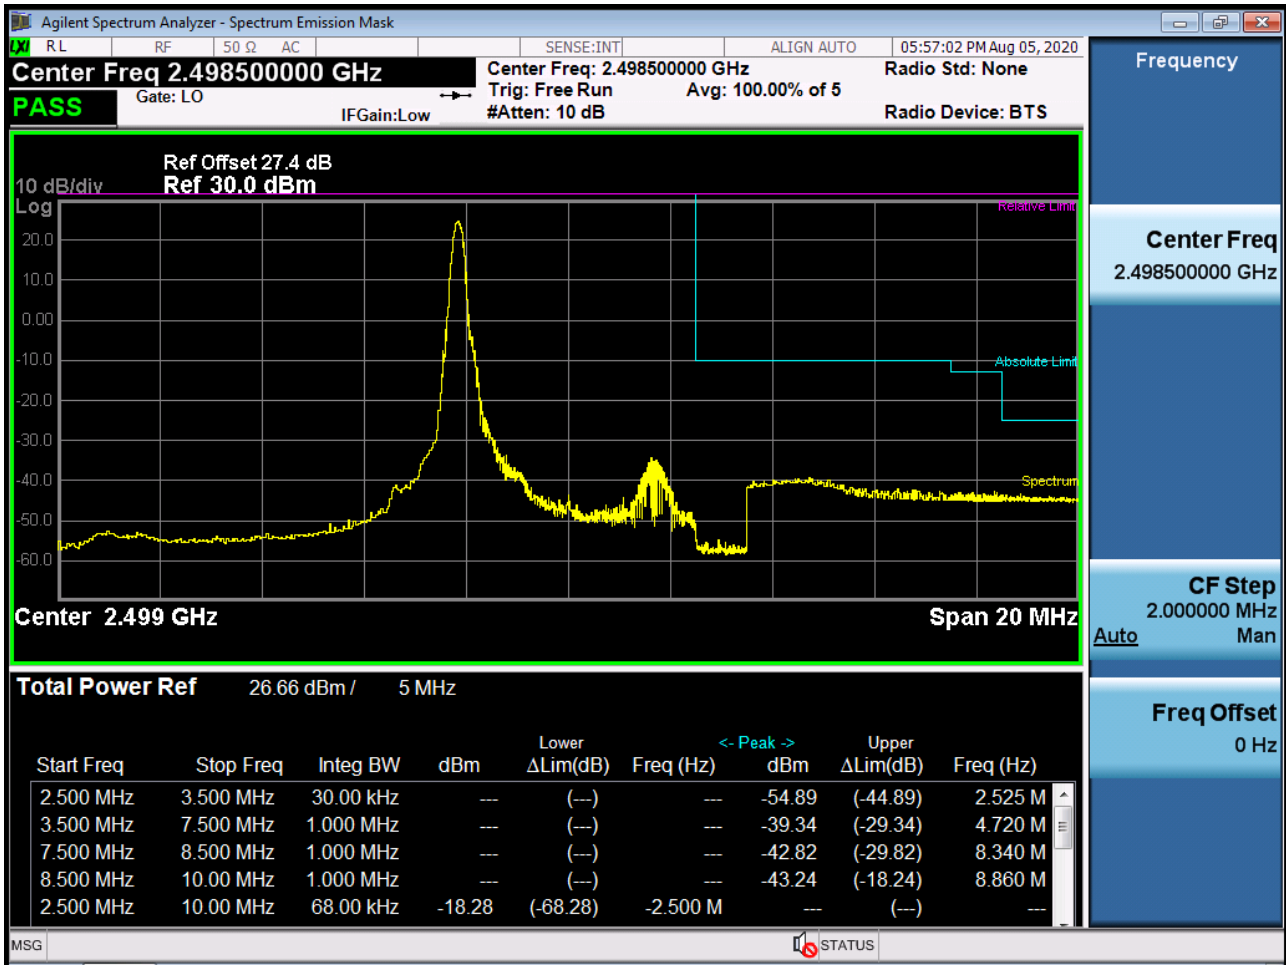 Agilent Spectrum Analyzer - Spectrum Emission Mask
LXI RL RF 50 Ω AC SENSE:INT ALIGN AUTO 05:57:02 PM Aug 05, 2020
Center Freq 2.498500000 GHz Center Freq: 2.498500000 GHz Radio Std: None
Gate: LO Trig: Free Run Avg: 100.00% of 5
PASS IFGain:Low #Atten: 10 dB Radio Device: BTS
Ref Offset 27.4 dB
10 dB/div Ref 30.0 dBm
Log Relative Limit
20.0
10.0
0.00
-10.0 Absolute Limit
-20.0
-30.0
-40.0 Spectrum
-50.0
-60.0
Center 2.499 GHz Span 20 MHz
Total Power Ref 26.66 dBm / 5 MHz
Lower <- Peak -> Upper
Start Freq Stop Freq Integ BW dBm ΔLim(dB) Freq (Hz) dBm ΔLim(dB) Freq (Hz)
2.500 MHz 3.500 MHz 30.00 kHz --- (---) --- -54.89 (-44.89) 2.525 M
3.500 MHz 7.500 MHz 1.000 MHz --- (---) --- -39.34 (-29.34) 4.720 M
7.500 MHz 8.500 MHz 1.000 MHz --- (---) --- -42.82 (-29.82) 8.340 M
8.500 MHz 10.00 MHz 1.000 MHz --- (---) --- -43.24 (-18.24) 8.860 M
2.500 MHz 10.00 MHz 68.00 kHz -18.28 (-68.28) -2.500 M --- (---) ---
MSG STATUS
Frequency
Center Freq
2.498500000 GHz
CF Step
2.000000 MHz
Auto Man
Freq Offset
0 Hz